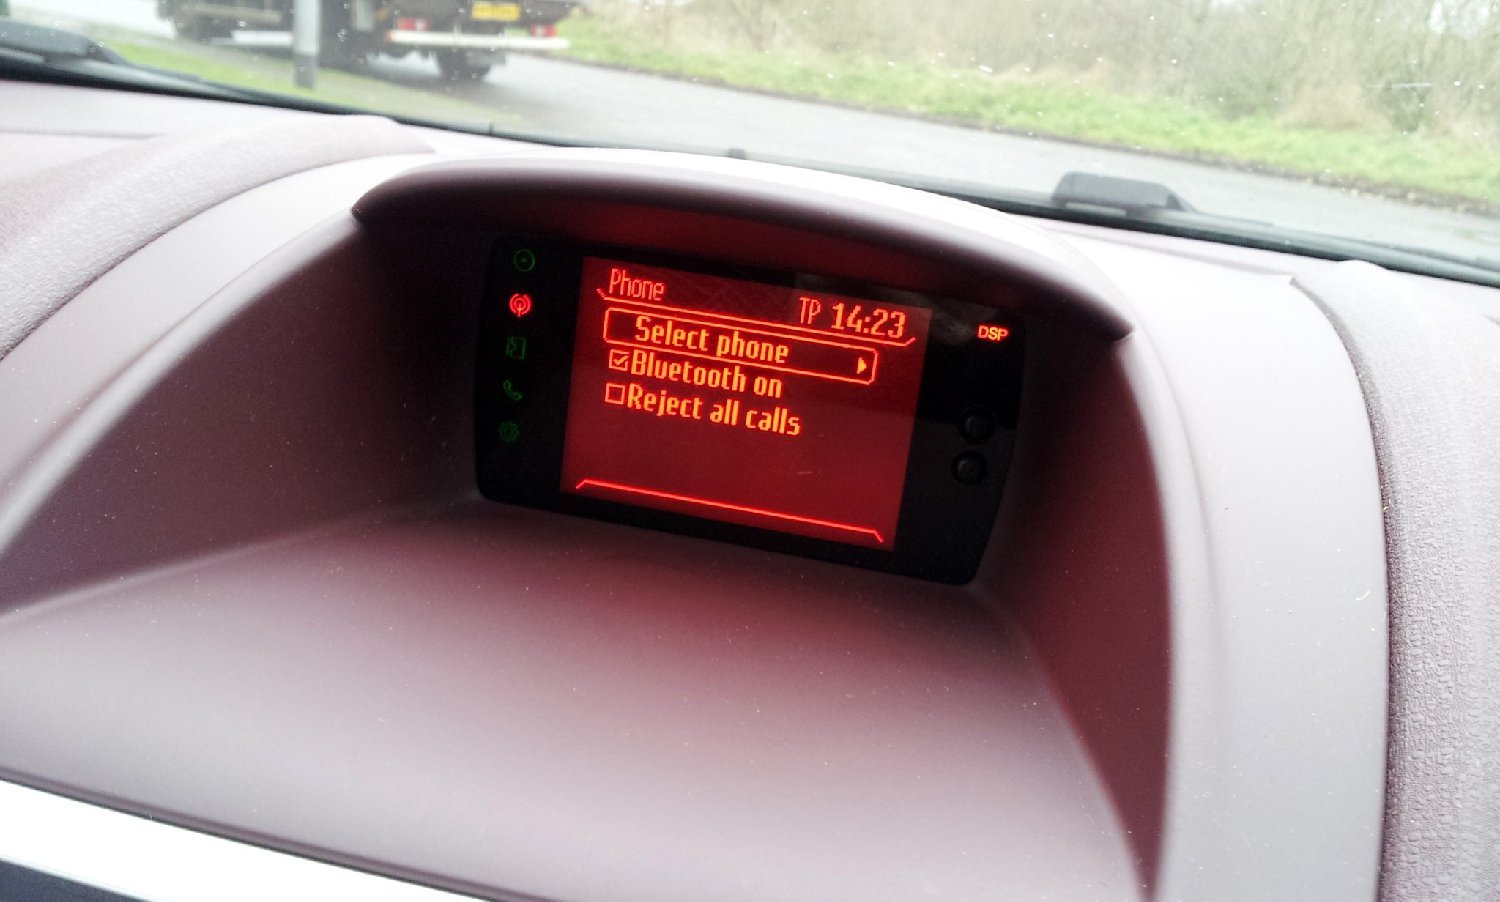 Phone
TP 14:23
DSP
Select phone
Bluetooth on
Reject all calls